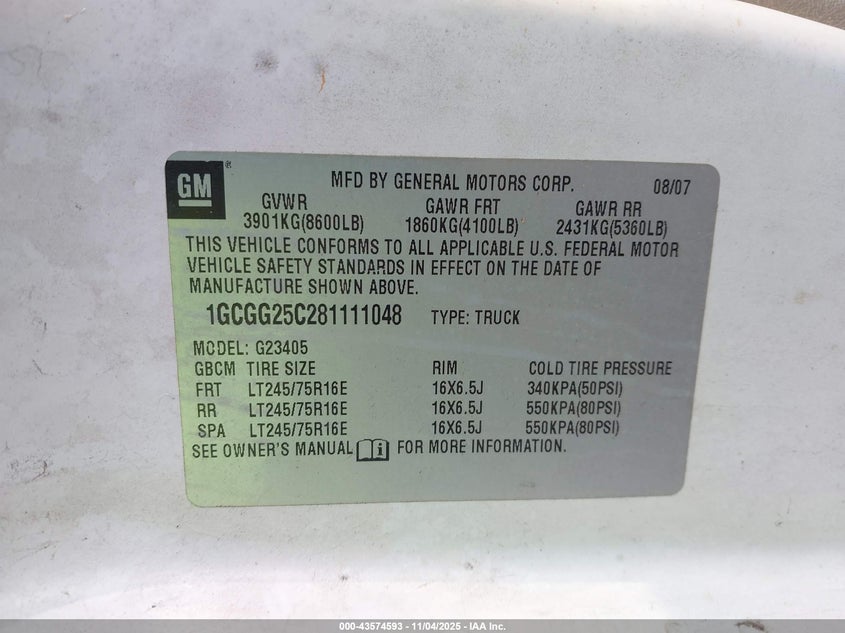 GM ® MFD BY GENERAL MOTORS CORP. 08/07
GVWR GAWR FRT GAWR RR
3901KG(8600LB) 1860KG(4100LB) 2431KG(5360LB)
THIS VEHICLE CONFORMS TO ALL APPLICABLE U.S. FEDERAL MOTOR
VEHICLE SAFETY STANDARDS IN EFFECT ON THE DATE OF
MANUFACTURE SHOWN ABOVE.
1GCGG25C281111048 TYPE: TRUCK
MODEL: G23405
GBCM TIRE SIZE RIM COLD TIRE PRESSURE
FRT LT245/75R16E 16X6.5J 340KPA(50PSI)
RR LT245/75R16E 16X6.5J 550KPA(80PSI)
SPA LT245/75R16E 16X6.5J 550KPA(80PSI)
SEE OWNER'S MANUAL i FOR MORE INFORMATION.
000-43574593 - 11/04/2025 - IAA Inc.